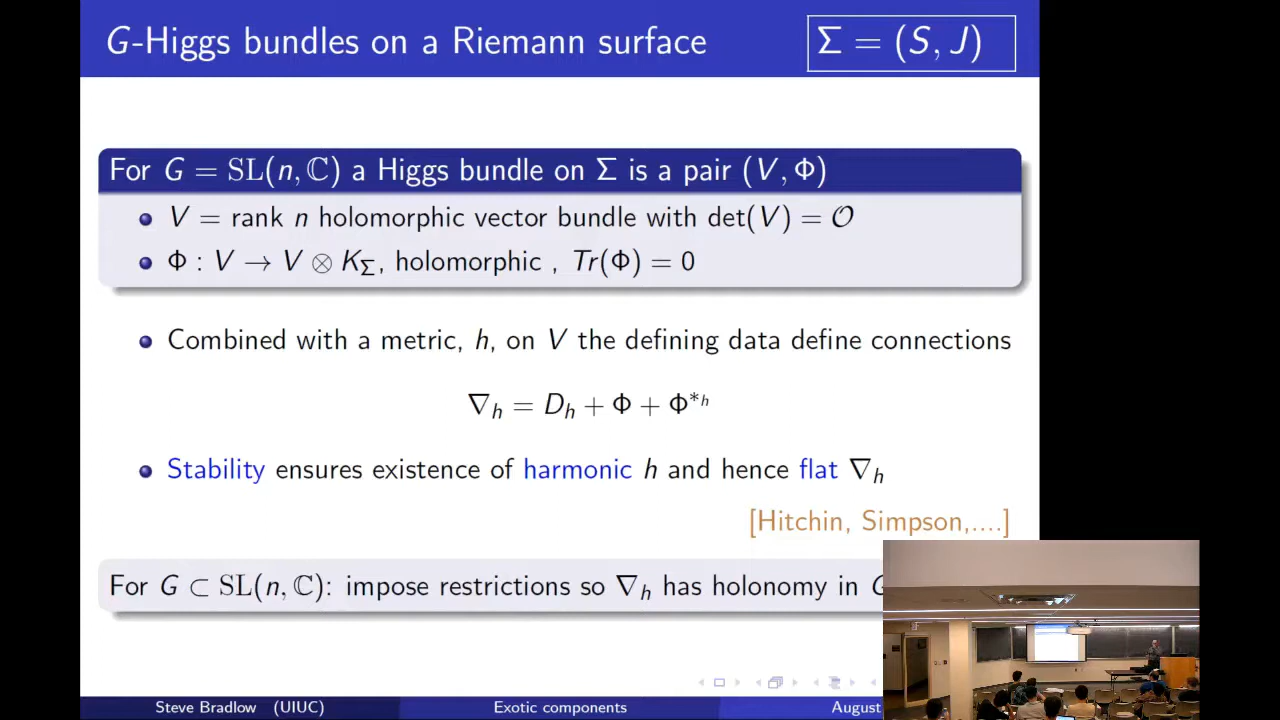 G-Higgs bundles on a Riemann surface
Σ = (S, J)
For G = SL(n, ℂ) a Higgs bundle on Σ is a pair (V, Φ)
V = rank n holomorphic vector bundle with det(V) = 𝒪
Φ : V → V ⊗ K_Σ, holomorphic , Tr(Φ) = 0
Combined with a metric, h, on V the defining data define connections
∇_h = D_h + Φ + Φ^{*_h}
Stability ensures existence of harmonic h and hence flat ∇_h
[Hitchin, Simpson,....]
For G ⊂ SL(n, ℂ): impose restrictions so ∇_h has holonomy in
Steve Bradlow (UIUC)
Exotic components
August